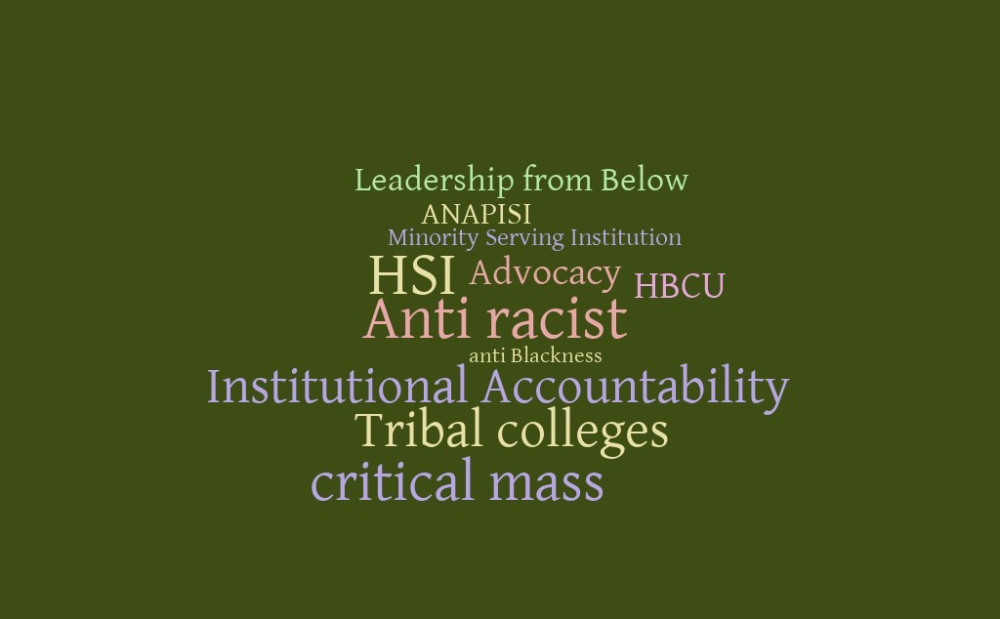 Leadership from Below
ANAPISI
Minority Serving Institution
HSI Advocacy HBCU
Anti racist
anti Blackness
Institutional Accountability
Tribal colleges
critical mass